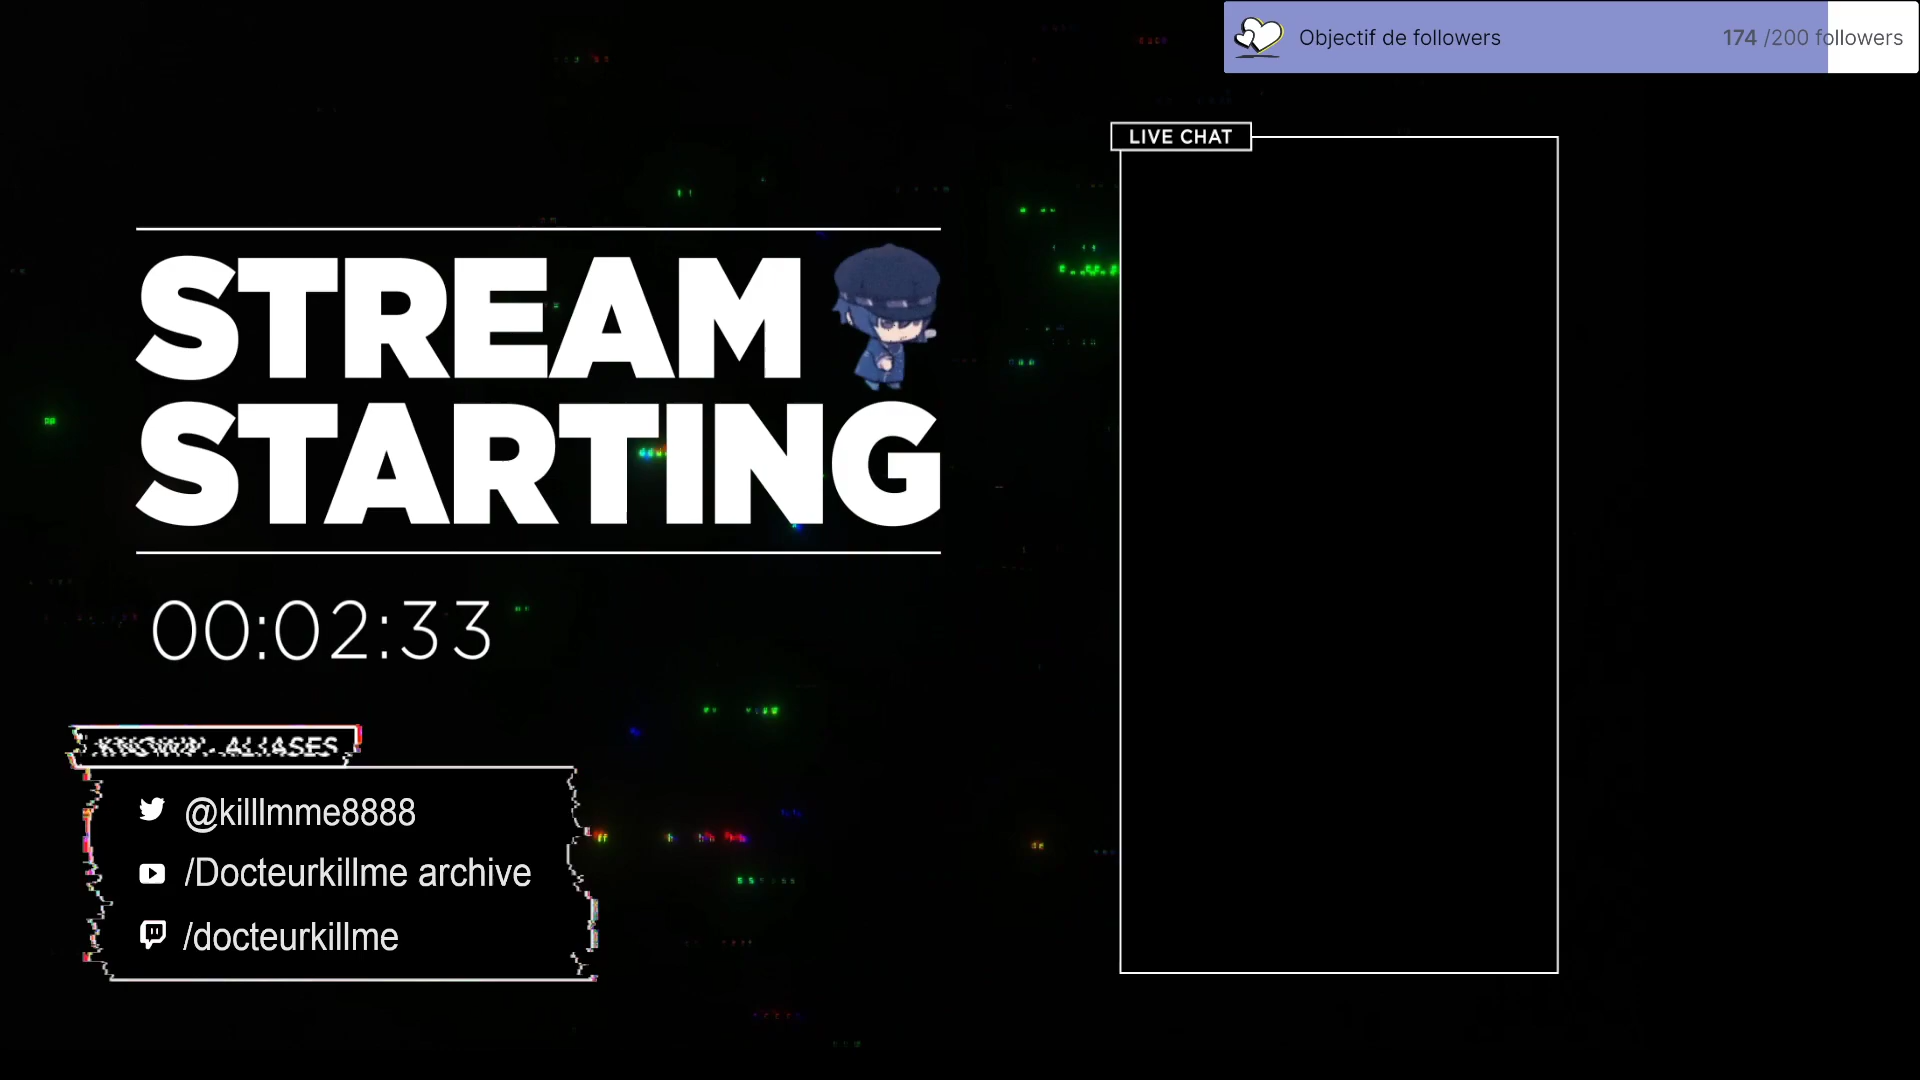 Objectif de followers
174 /200 followers
LIVE CHAT
STREAM
STARTING
00:02:33
KNOWN ALIASES
@killlmme8888
/Docteurkillme archive
/docteurkillme